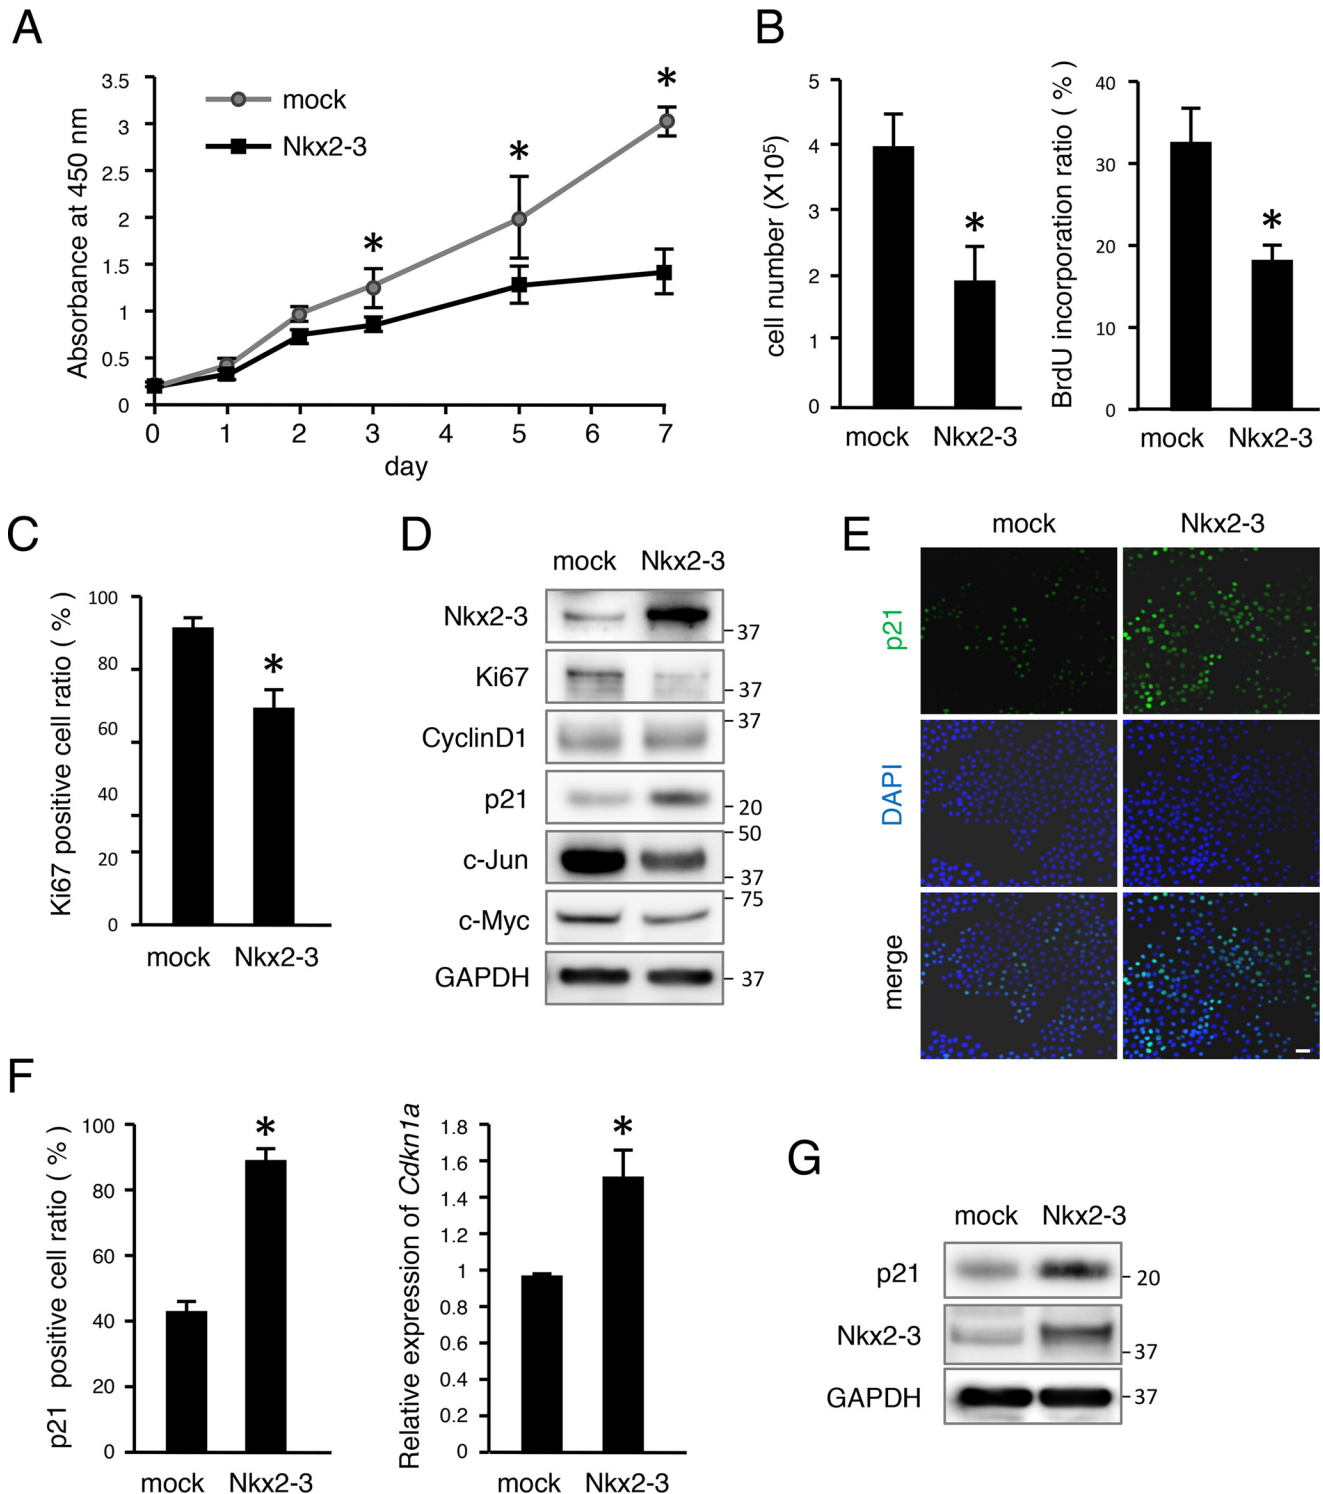 A
Absorbance at 450 nm
3.5
3
2.5
2
1.5
1
0.5
0
mock
Nkx2-3
*
*
*
0 1 2 3 4 5 6 7
day
B
cell number (X10⁵)
5
4
3
2
1
0
*
mock Nkx2-3
BrdU incorporation ratio ( % )
40
30
20
10
0
*
mock Nkx2-3
C
Ki67 positive cell ratio ( % )
100
80
60
40
20
0
*
mock Nkx2-3
D
mock Nkx2-3
Nkx2-3
37
Ki67
37
CyclinD1
37
p21
20
c-Jun
50
37
c-Myc
75
GAPDH
37
E
mock Nkx2-3
p21
DAPI
merge
F
p21 positive cell ratio ( % )
100
80
60
40
20
0
*
mock Nkx2-3
Relative expression of Cdkn1a
1.8
1.6
1.4
1.2
1
0.8
0.6
0.4
0.2
0
*
mock Nkx2-3
G
mock Nkx2-3
p21
20
Nkx2-3
37
GAPDH
37